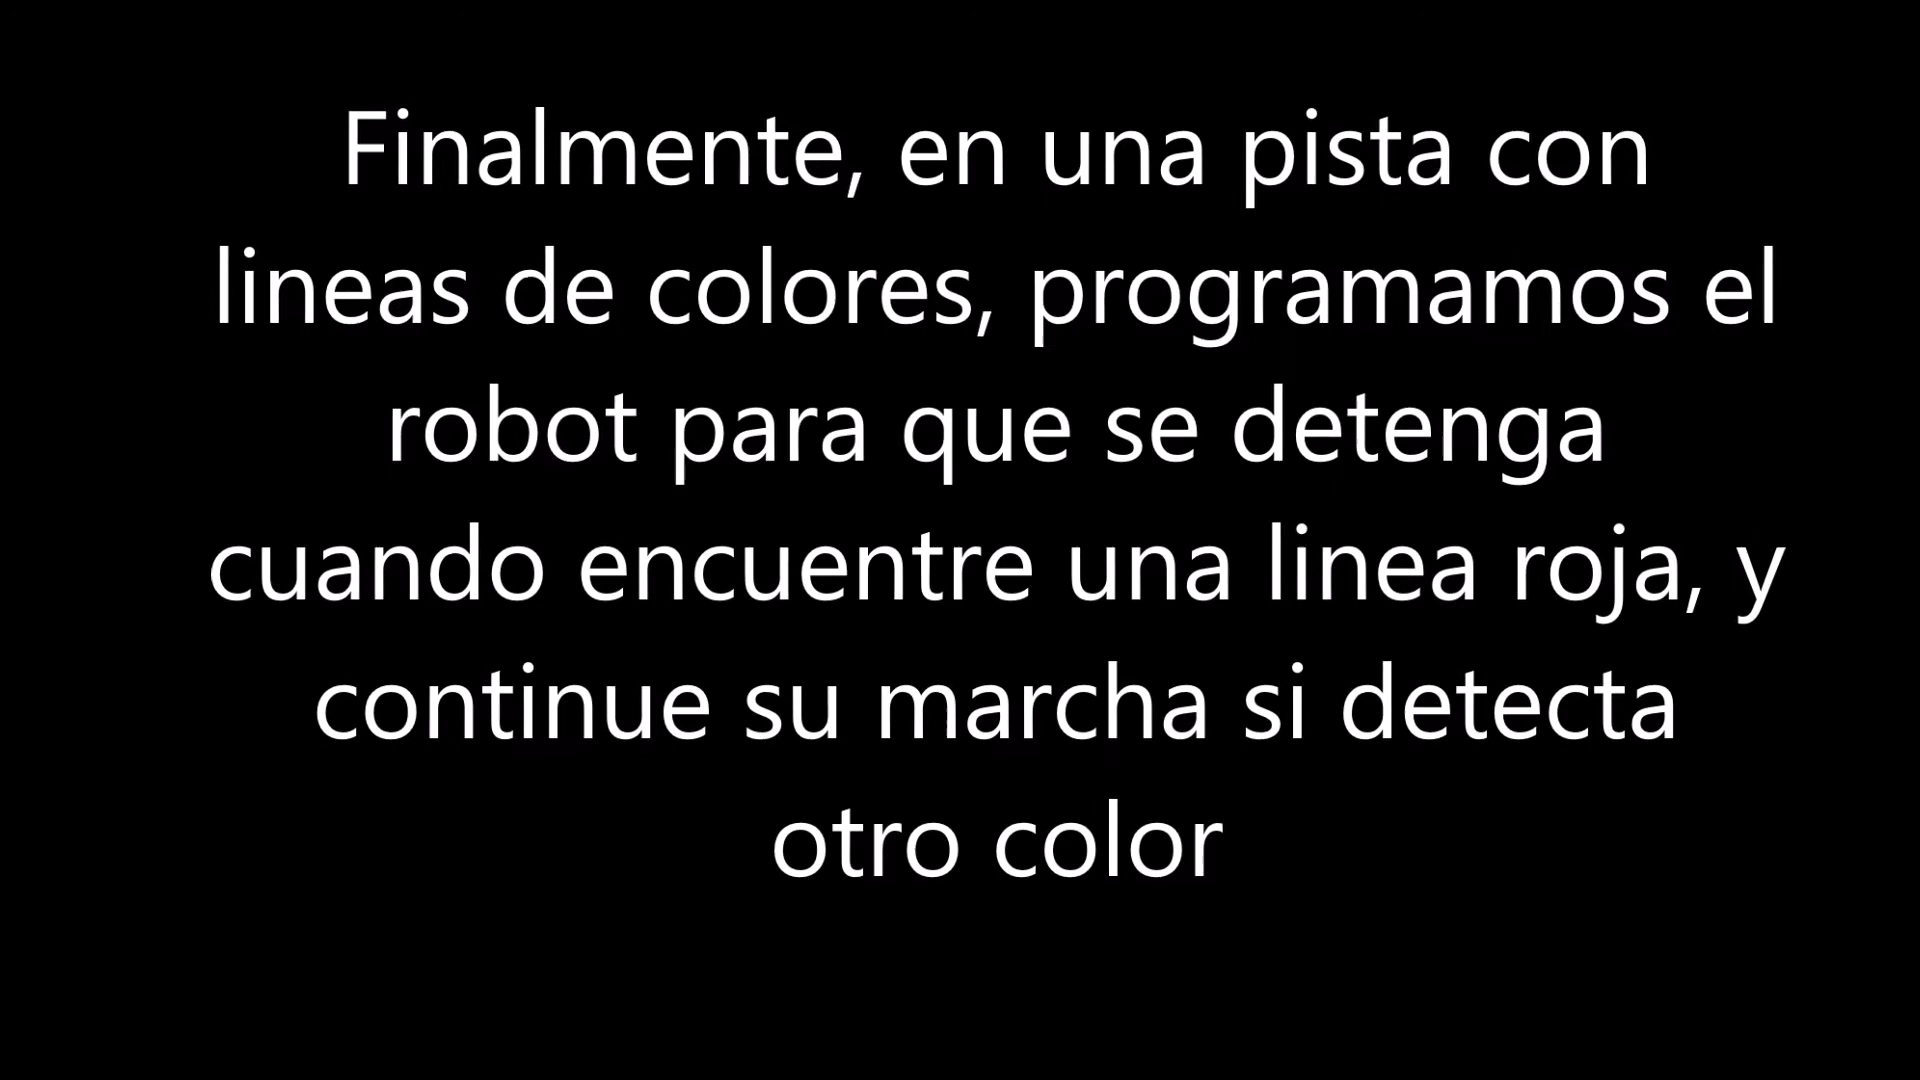 Finalmente, en una pista con
lineas de colores, programamos el
robot para que se detenga
cuando encuentre una linea roja, y
continue su marcha si detecta
otro color